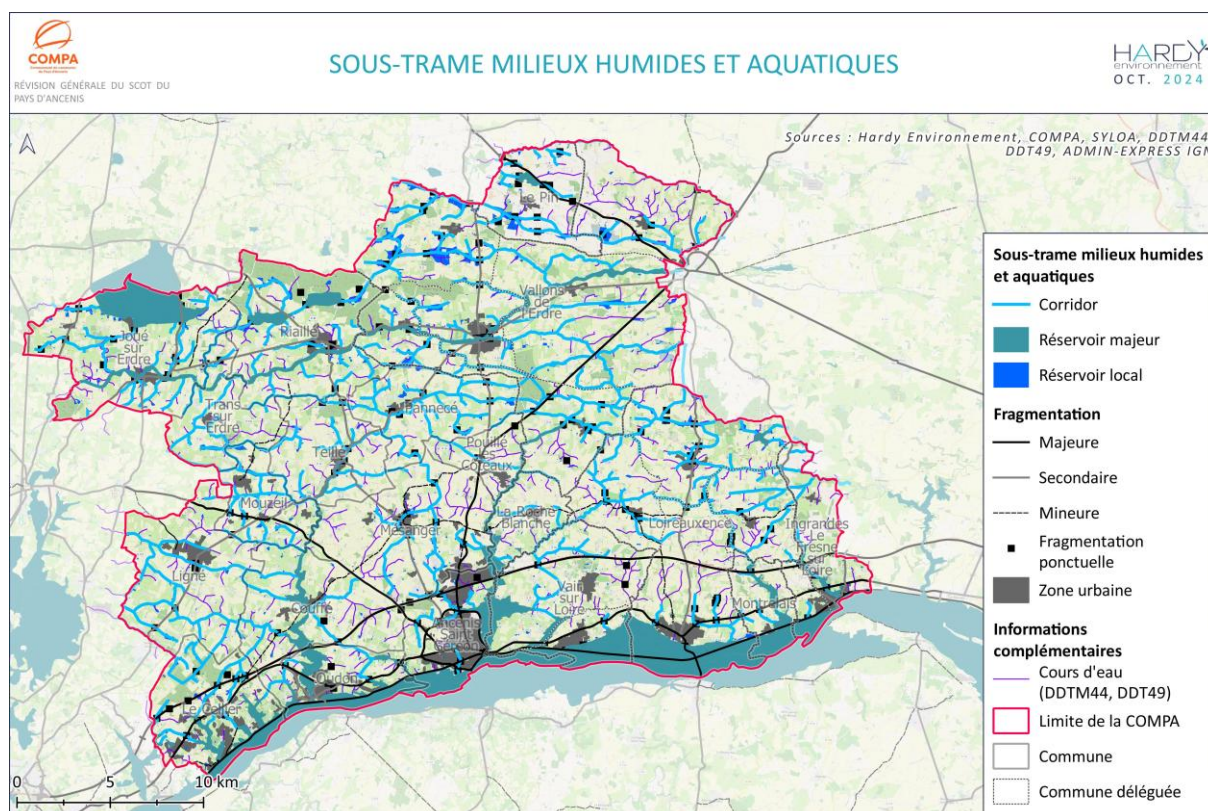 COMPA
RÉVISION GÉNÉRALE DU SCOT DU
PAYS D'ANCENIS
SOUS-TRAME MILIEUX HUMIDES ET AQUATIQUES
HARDY
environnement
OCT. 2024
Sources : Hardy Environnement, COMPA, SYLOA, DDTM44
DDT49, ADMIN-EXPRESS IGN
Le Pin
Vallons
de
l'Erdre
Joué
sur
Erdre
Riaillé
Trans
sur
Erdre
Pannecé
Teillé
Pouillé
les
Côteaux
Mouzeil
Mésanger
La Roche
Blanche
Loireauxence
Ingrandes
Le
Fresne
sur
Loire
Ligné
Couffé
Vair
sur
Loire
Montrelais
Ancenis
Saint
Oudon
Le Cellier
0
5
10 km
Sous-trame milieux humides
et aquatiques
Corridor
Réservoir majeur
Réservoir local
Fragmentation
Majeure
Secondaire
Mineure
Fragmentation
ponctuelle
Zone urbaine
Informations
complémentaires
Cours d'eau
(DDTM44, DDT49)
Limite de la COMPA
Commune
Commune déléguée